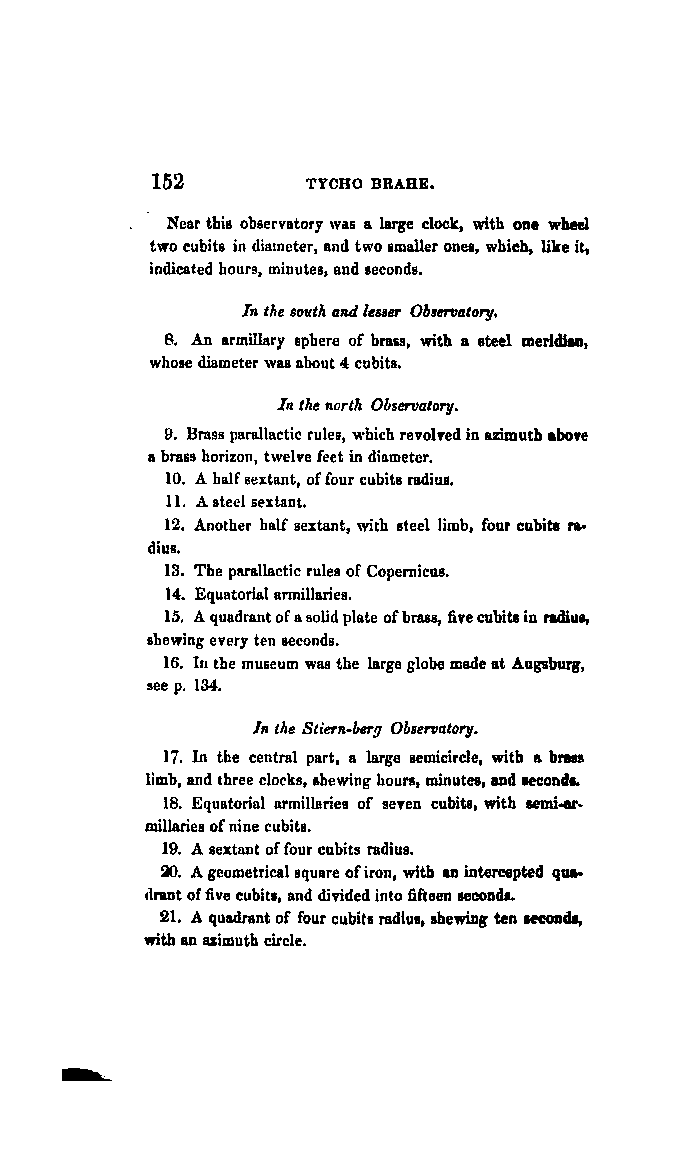 152 TYCHO BRAHE.
Near this observatory was a large clock, with one wheel
two cubits in diameter, and two smaller ones, which, like it,
indicated hours, minutes, and seconds.
In the south and lesser Observatory.
8. An armillary sphere of brass, with a steel meridian,
whose diameter was about 4 cubits.
In the north Observatory.
9. Brass parallactic rules, which revolved in azimuth above
a brass horizon, twelve feet in diameter.
10. A half sextant, of four cubits radius.
11. A steel sextant.
12. Another half sextant, with steel limb, four cubits ra-
dius.
13. The parallactic rules of Copernicus.
14. Equatorial armillaries.
15. A quadrant of a solid plate of brass, five cubits in radius,
shewing every ten seconds.
16. In the museum was the large globe made at Augsburg,
see p. 134.
In the Stiern-berg Observatory.
17. In the central part, a large semicircle, with a brass
limb, and three clocks, shewing hours, minutes, and seconds.
18. Equatorial armillaries of seven cubits, with semi-ar-
millaries of nine cubits.
19. A sextant of four cubits radius.
20. A geometrical square of iron, with an intercepted qua-
drant of five cubits, and divided into fifteen seconds.
21. A quadrant of four cubits radius, shewing ten seconds,
with an azimuth circle.